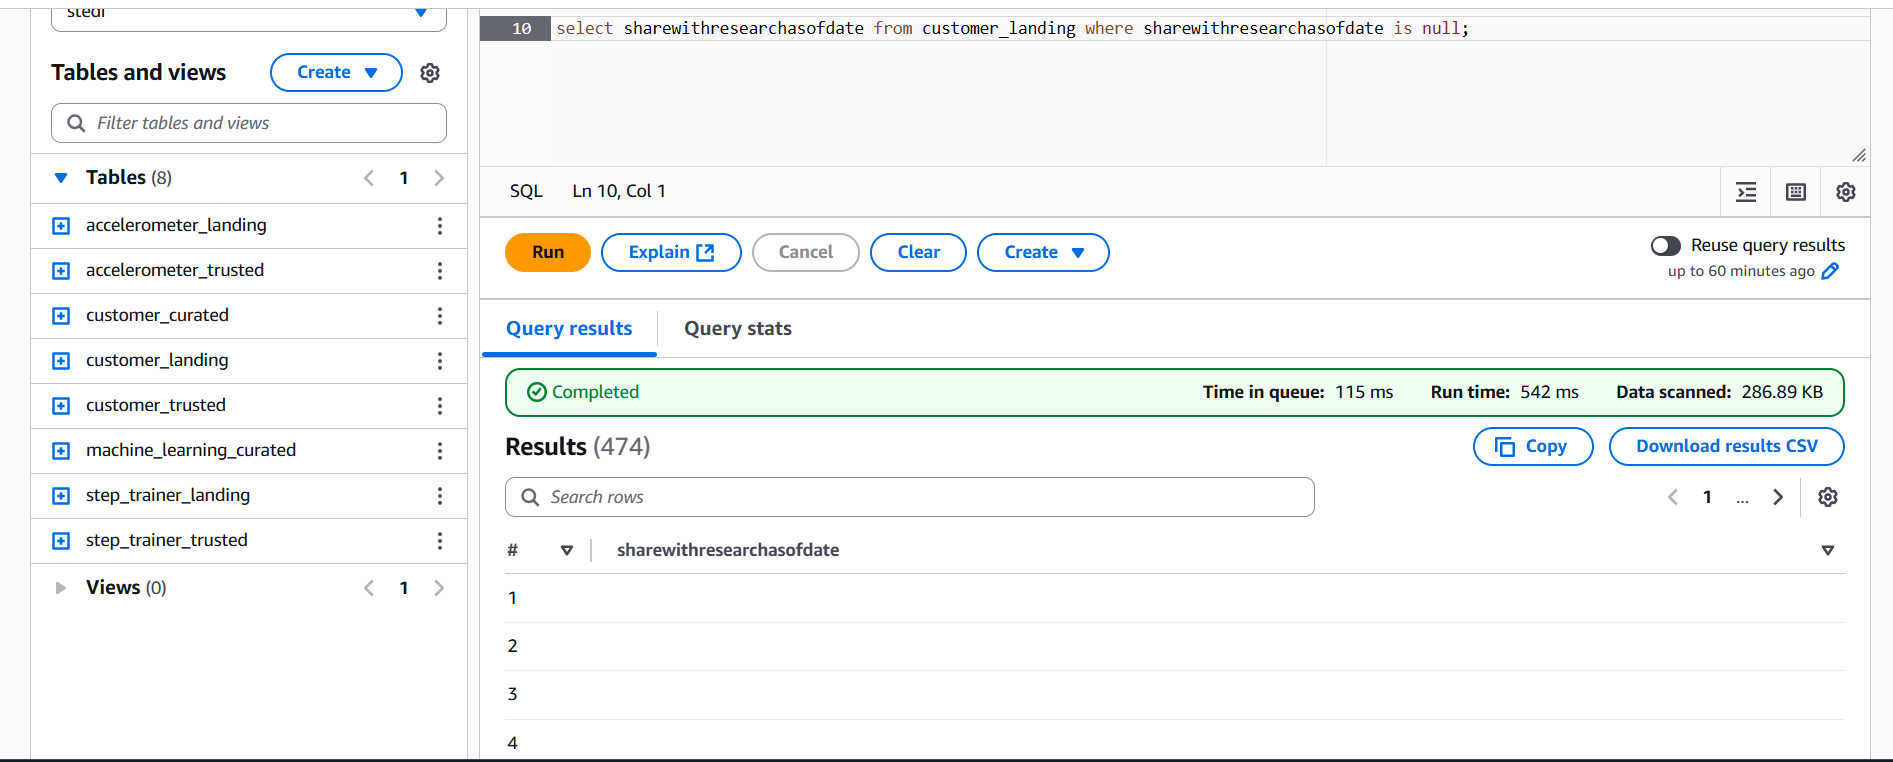 stedi
Tables and views
Create
Filter tables and views
Tables (8)
1
accelerometer_landing
accelerometer_trusted
customer_curated
customer_landing
customer_trusted
machine_learning_curated
step_trainer_landing
step_trainer_trusted
Views (0)
1
10 select sharewithresearchasofdate from customer_landing where sharewithresearchasofdate is null;
SQL Ln 10, Col 1
Run Explain Cancel Clear Create
Reuse query results
up to 60 minutes ago
Query results Query stats
Completed Time in queue: 115 ms Run time: 542 ms Data scanned: 286.89 KB
Results (474) Copy Download results CSV
Search rows 1 ...
# sharewithresearchasofdate
1
2
3
4